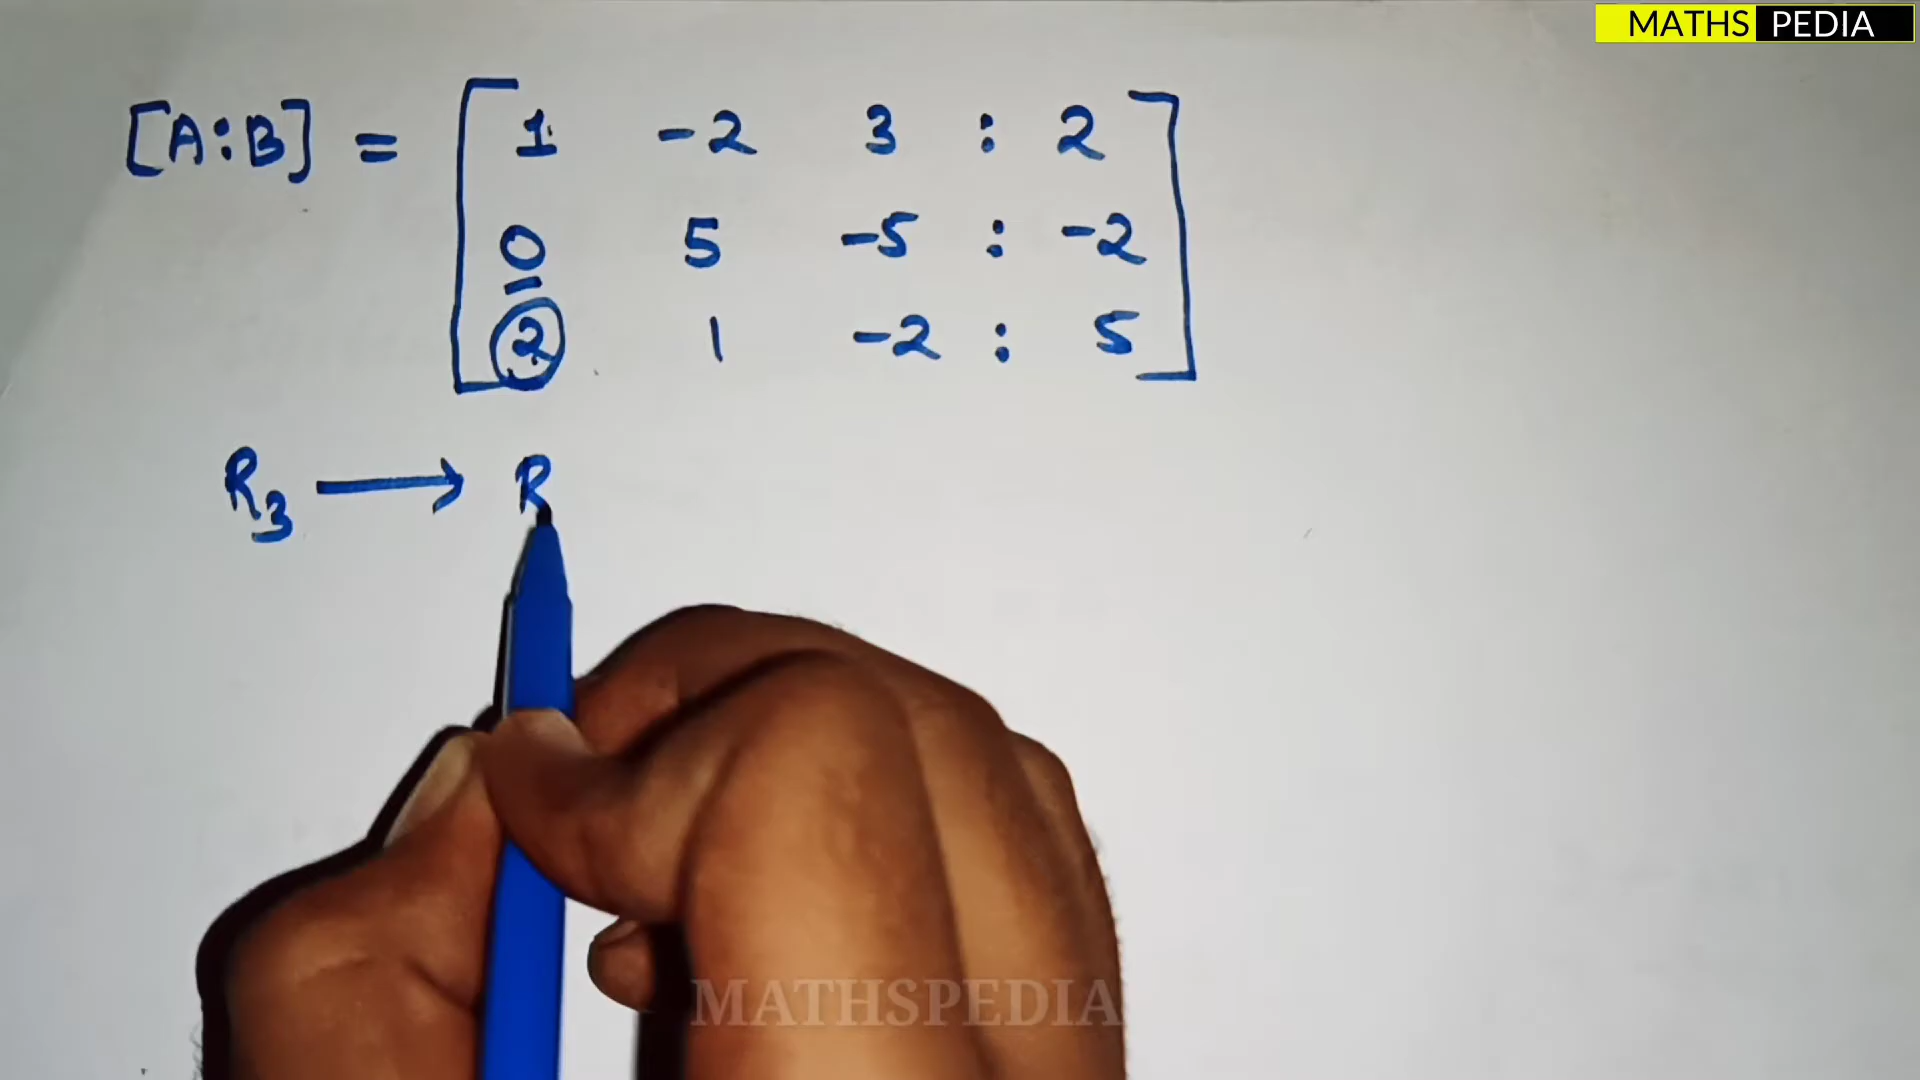 MATHS PEDIA
[A:B] = [ 1 -2 3 : 2
0 5 -5 : -2
2 1 -2 : 5 ]
R₃ ⟶ R
MATHSPEDIA